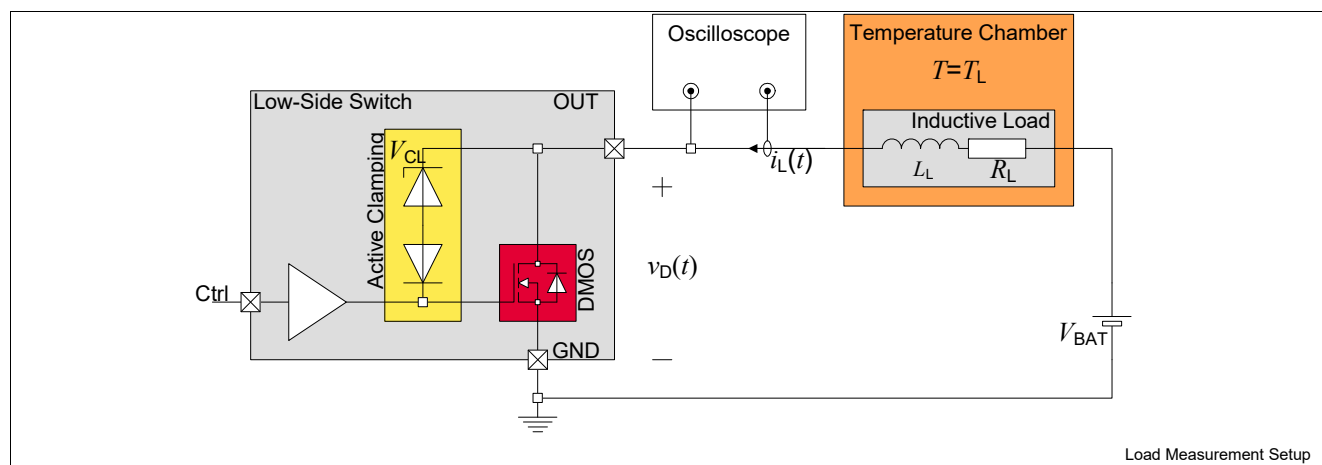 Oscilloscope
Temperature Chamber
T=TL
Low-Side Switch
OUT
Inductive Load
VCL
iL(t)
LL
RL
+
Active Clamping
vD(t)
DMOS
Ctrl
VBAT
GND
−
Load Measurement Setup